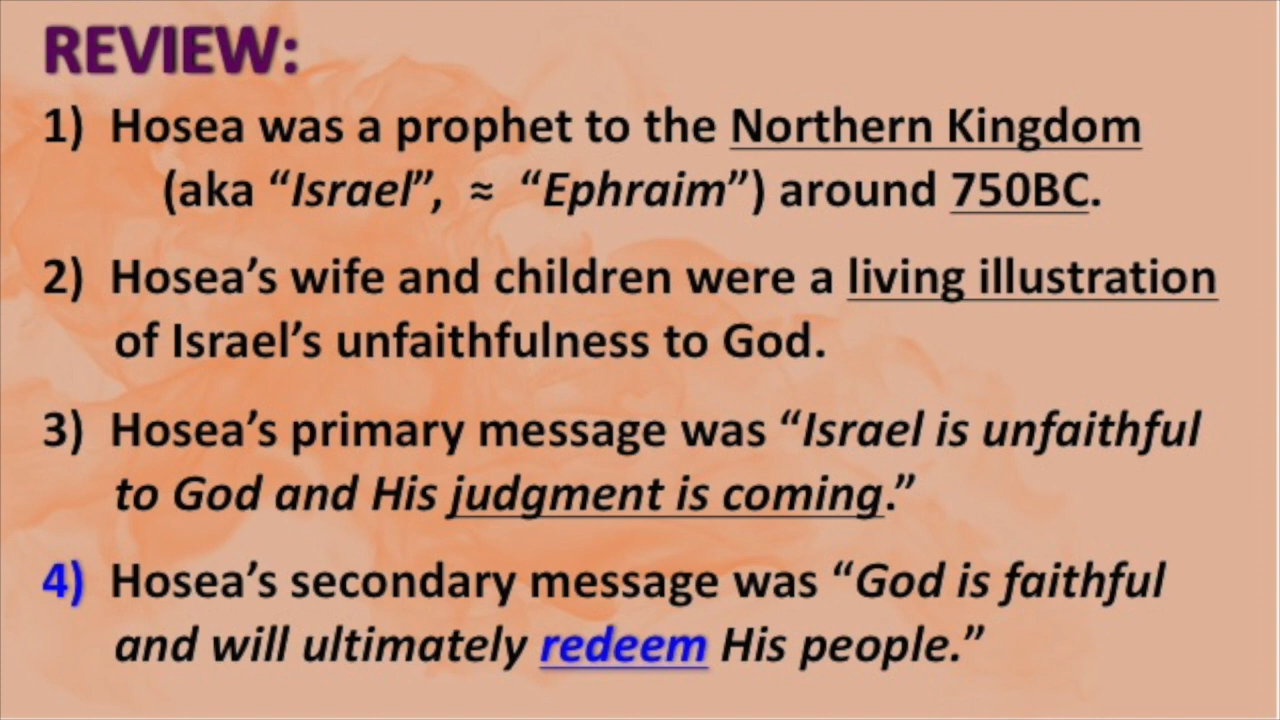 REVIEW:
1) Hosea was a prophet to the Northern Kingdom
(aka “Israel”, ≈ “Ephraim”) around 750BC.
2) Hosea’s wife and children were a living illustration
of Israel’s unfaithfulness to God.
3) Hosea’s primary message was “Israel is unfaithful
to God and His judgment is coming.”
4) Hosea’s secondary message was “God is faithful
and will ultimately redeem His people.”